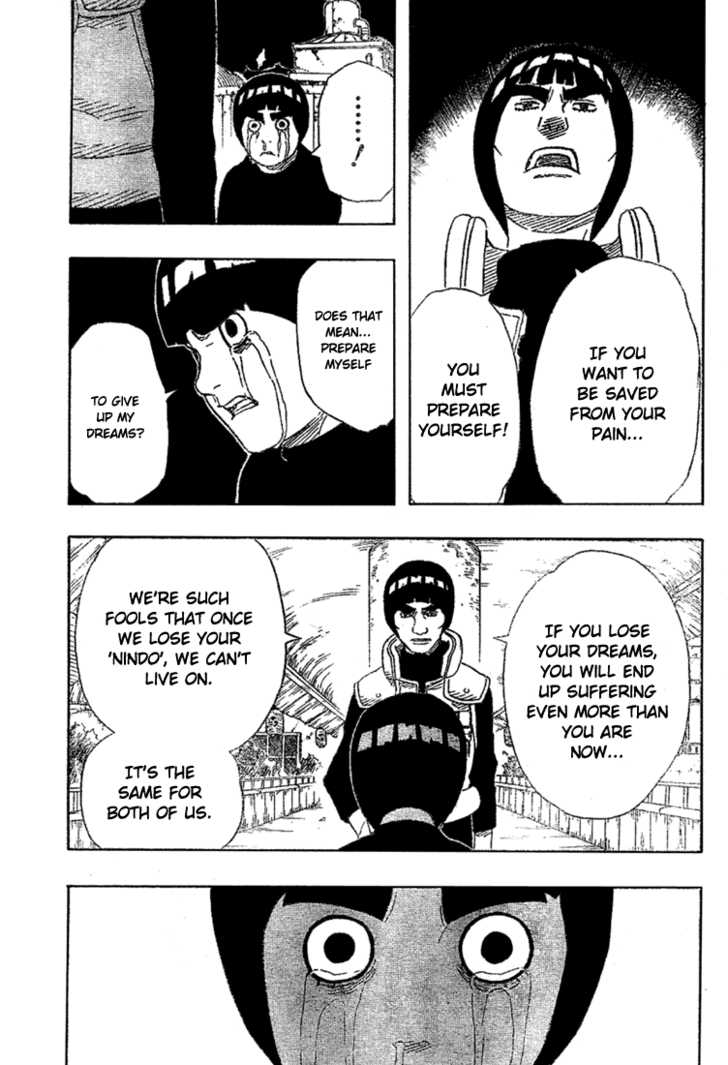 IF YOU
WANT TO
BE SAVED
FROM YOUR
PAIN...
YOU
MUST
PREPARE
YOURSELF!
.......!
DOES THAT
MEAN...
PREPARE
MYSELF
TO GIVE
UP MY
DREAMS?
IF YOU LOSE
YOUR DREAMS,
YOU WILL END
UP SUFFERING
EVEN MORE THAN
YOU ARE
NOW...
WE'RE SUCH
FOOLS THAT ONCE
WE LOSE YOUR
'NINDO', WE CAN'T
LIVE ON.
IT'S THE
SAME FOR
BOTH OF US.